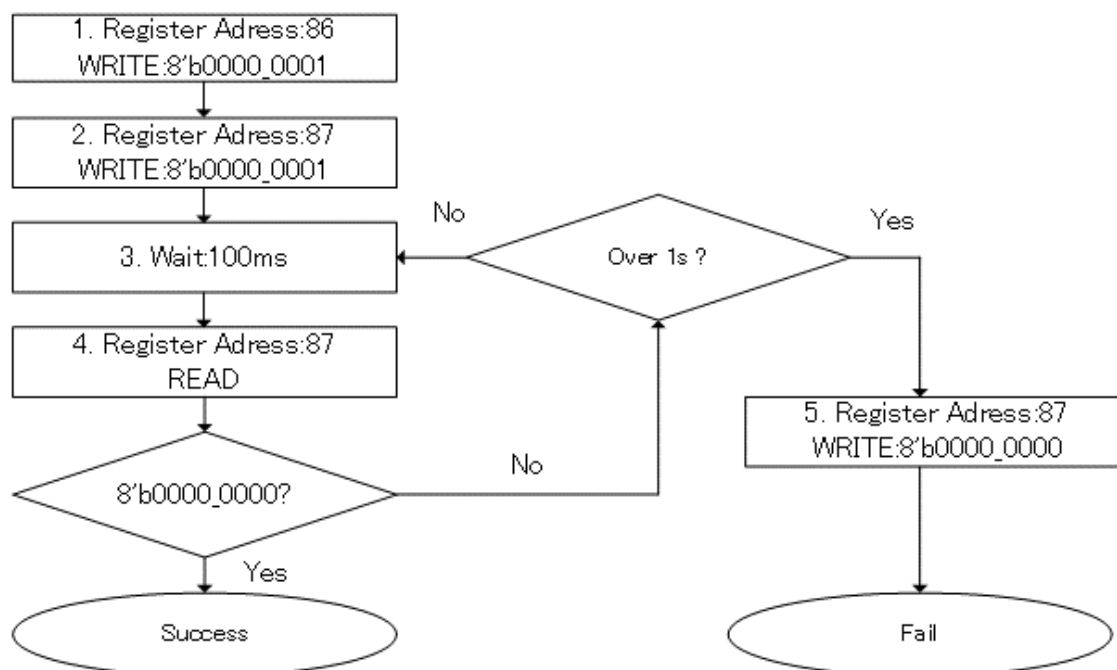 1. Register Adress:86
WRITE:8'b0000_0001
2. Register Adress:87
WRITE:8'b0000_0001
No
Yes
3. Wait:100ms
Over 1s ?
4. Register Adress:87
READ
5. Register Adress:87
WRITE:8'b0000_0000
No
8'b0000_0000?
Yes
Success
Fail